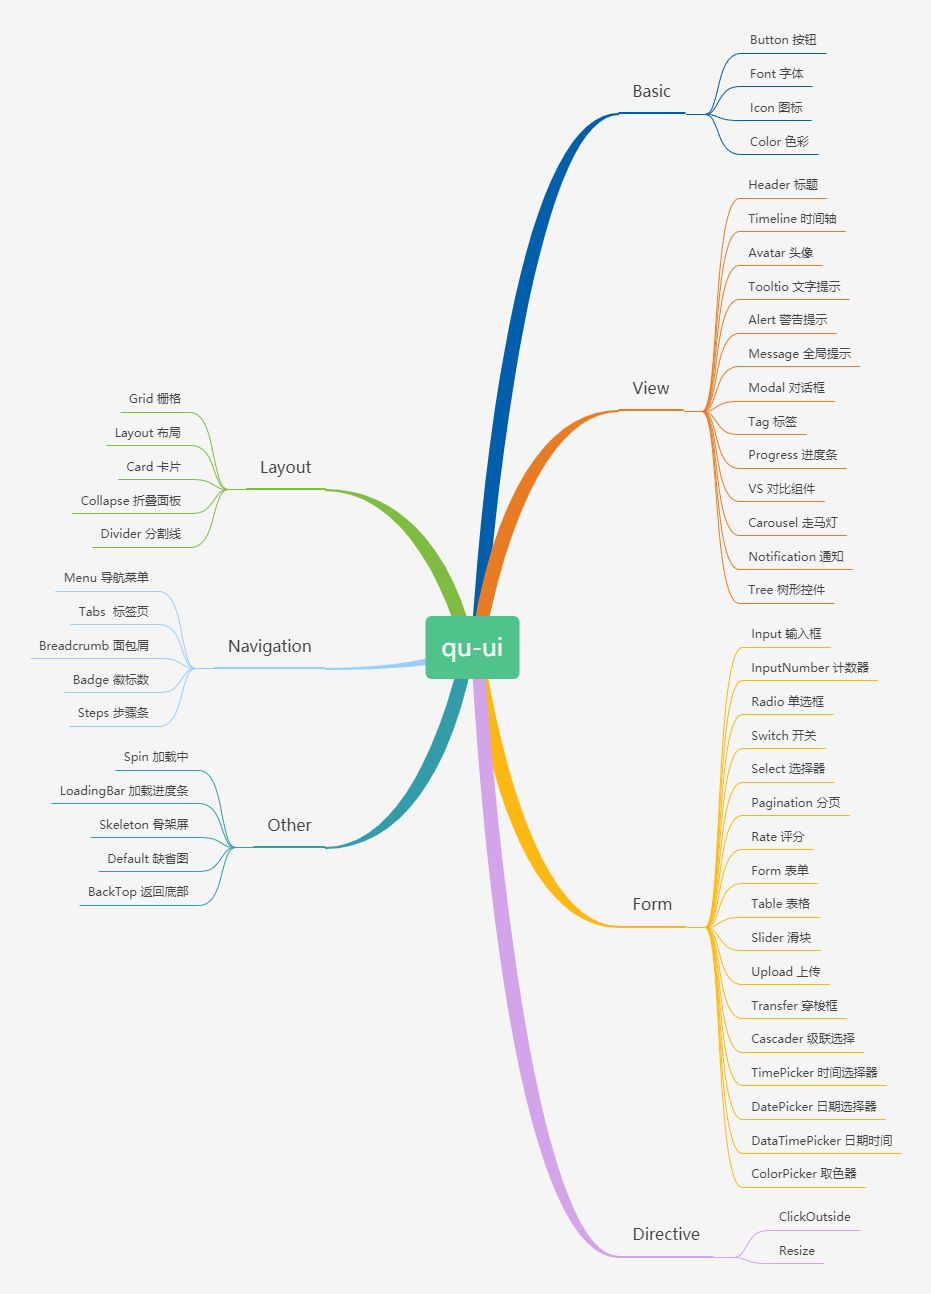 qu-ui
Basic
Button 按钮
Font 字体
Icon 图标
Color 色彩
View
Header 标题
Timeline 时间轴
Avatar 头像
Tooltio 文字提示
Alert 警告提示
Message 全局提示
Modal 对话框
Tag 标签
Progress 进度条
VS 对比组件
Carousel 走马灯
Notification 通知
Tree 树形控件
Form
Input 输入框
InputNumber 计数器
Radio 单选框
Switch 开关
Select 选择器
Pagination 分页
Rate 评分
Form 表单
Table 表格
Slider 滑块
Upload 上传
Transfer 穿梭框
Cascader 级联选择
TimePicker 时间选择器
DatePicker 日期选择器
DataTimePicker 日期时间
ColorPicker 取色器
Directive
ClickOutside
Resize
Layout
Grid 栅格
Layout 布局
Card 卡片
Collapse 折叠面板
Divider 分割线
Navigation
Menu 导航菜单
Tabs  标签页
Breadcrumb 面包屑
Badge 徽标数
Steps 步骤条
Other
Spin 加载中
LoadingBar 加载进度条
Skeleton 骨架屏
Default 缺省图
BackTop 返回底部